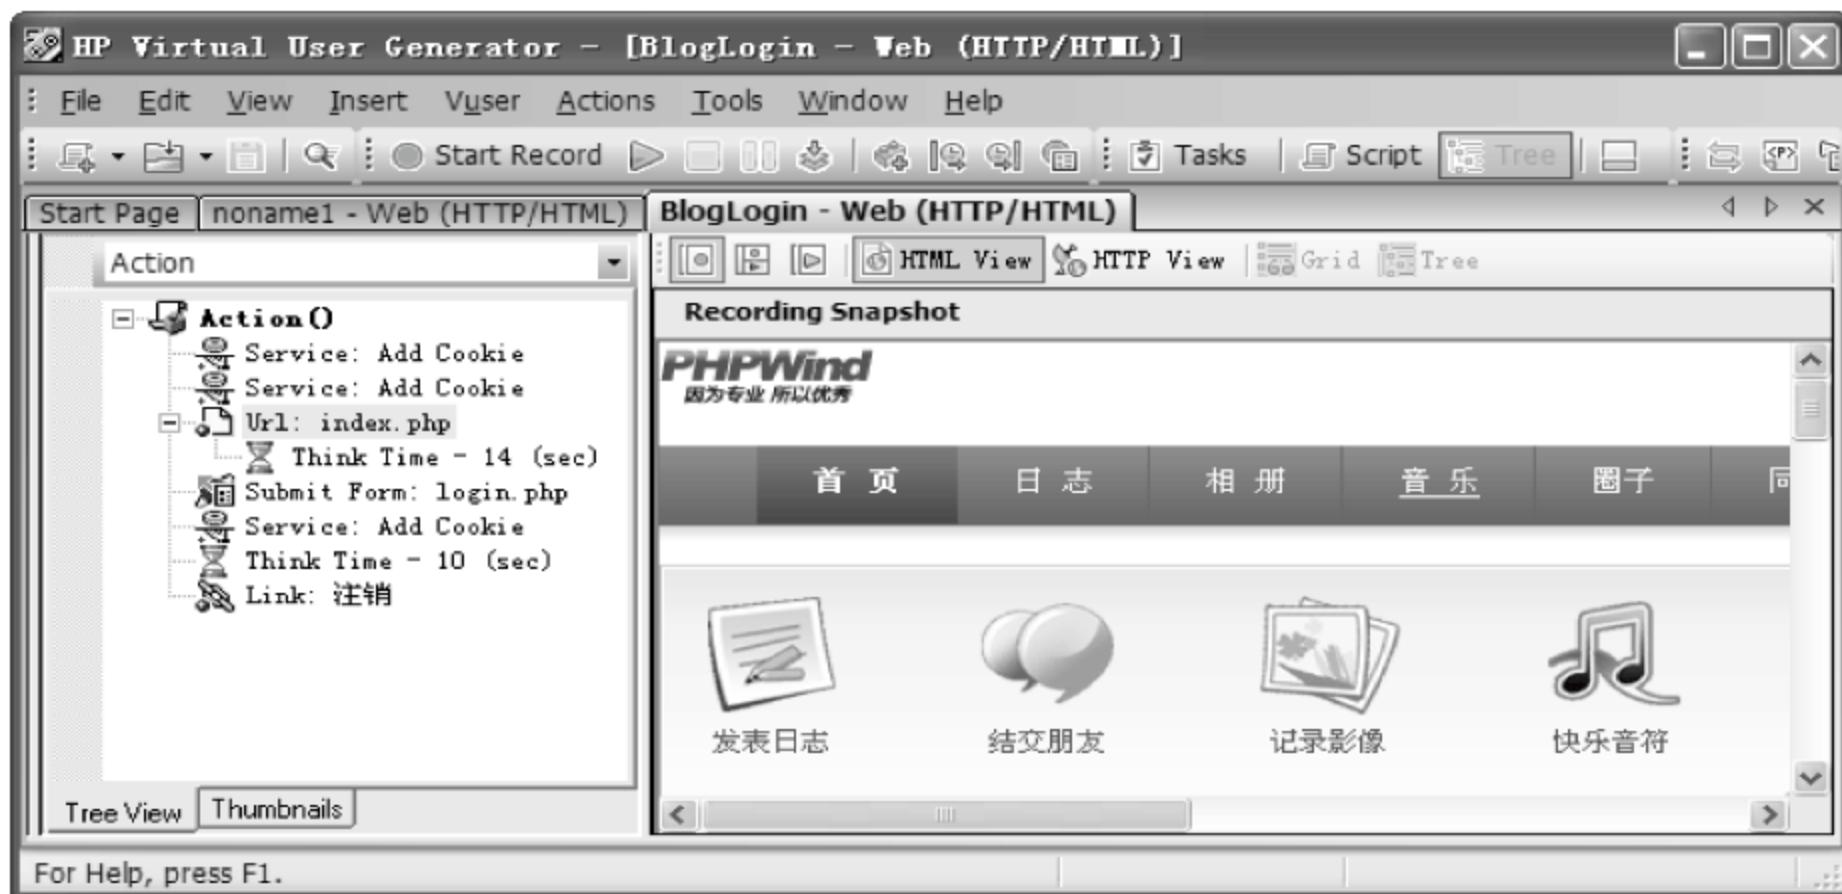 HP Virtual User Generator - [BlogLogin - Web (HTTP/HTML)]
File Edit View Insert Vuser Actions Tools Window Help
Start Record Tasks Script Tree
Start Page noname1 - Web (HTTP/HTML) BlogLogin - Web (HTTP/HTML)
Action
HTML View HTTP View Grid Tree
Recording Snapshot
Action()
Service: Add Cookie
Service: Add Cookie
Url: index.php
Think Time - 14 (sec)
Submit Form: login.php
Service: Add Cookie
Think Time - 10 (sec)
Link: 注销
PHPWind
因为专业 所以优秀
首 页 日 志 相 册 音 乐 圈子
发表日志 结交朋友 记录影像 快乐音符
Tree View Thumbnails
For Help, press F1.